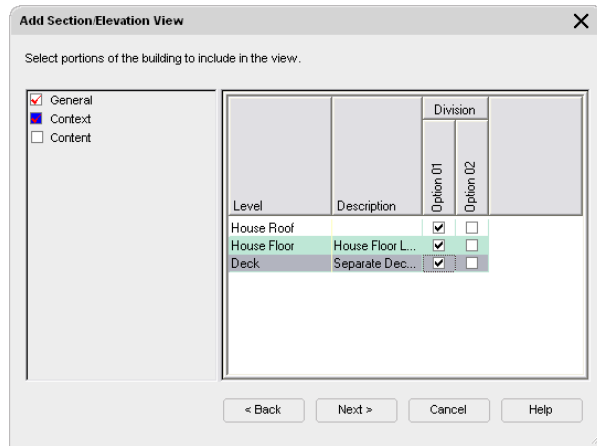 Add Section/Elevation View
Select portions of the building to include in the view.
General
Context
Content
Division
Level Description Option 01 Option 02
House Roof
House Floor House Floor L...
Deck Separate Dec...
< Back Next > Cancel Help